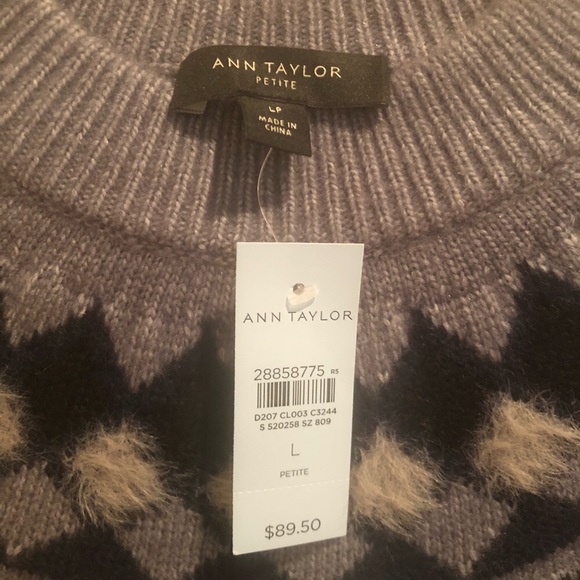 ANN TAYLOR
PETITE
LP
MADE IN
CHINA
ANN TAYLOR
28858775 RS
D207 CL003 C3244
S 520258 SZ 809
L
PETITE
$89.50